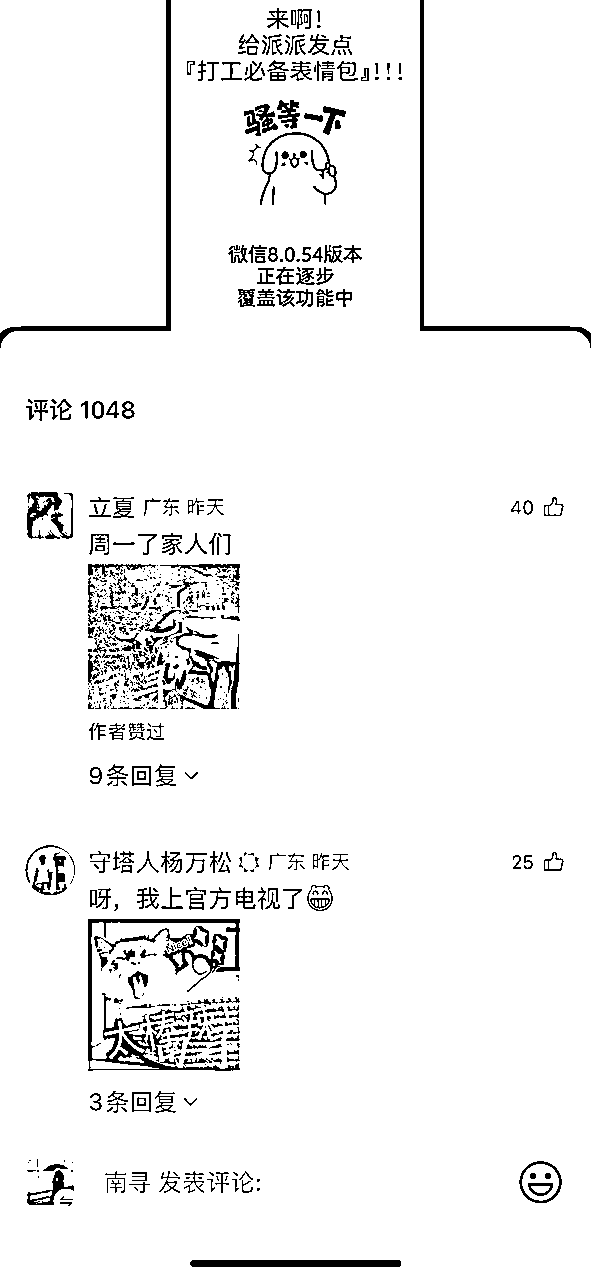 来啊！
给派派发点
『打工必备表情包』!!!
骚等一下
微信8.0.54版本
正在逐步
覆盖该功能中
评论 1048
立夏 广东 昨天
40
周一了家人们
作者赞过
9条回复
守塔人杨万松 广东 昨天
25
呀，我上官方电视了😁
3条回复
南寻 发表评论: